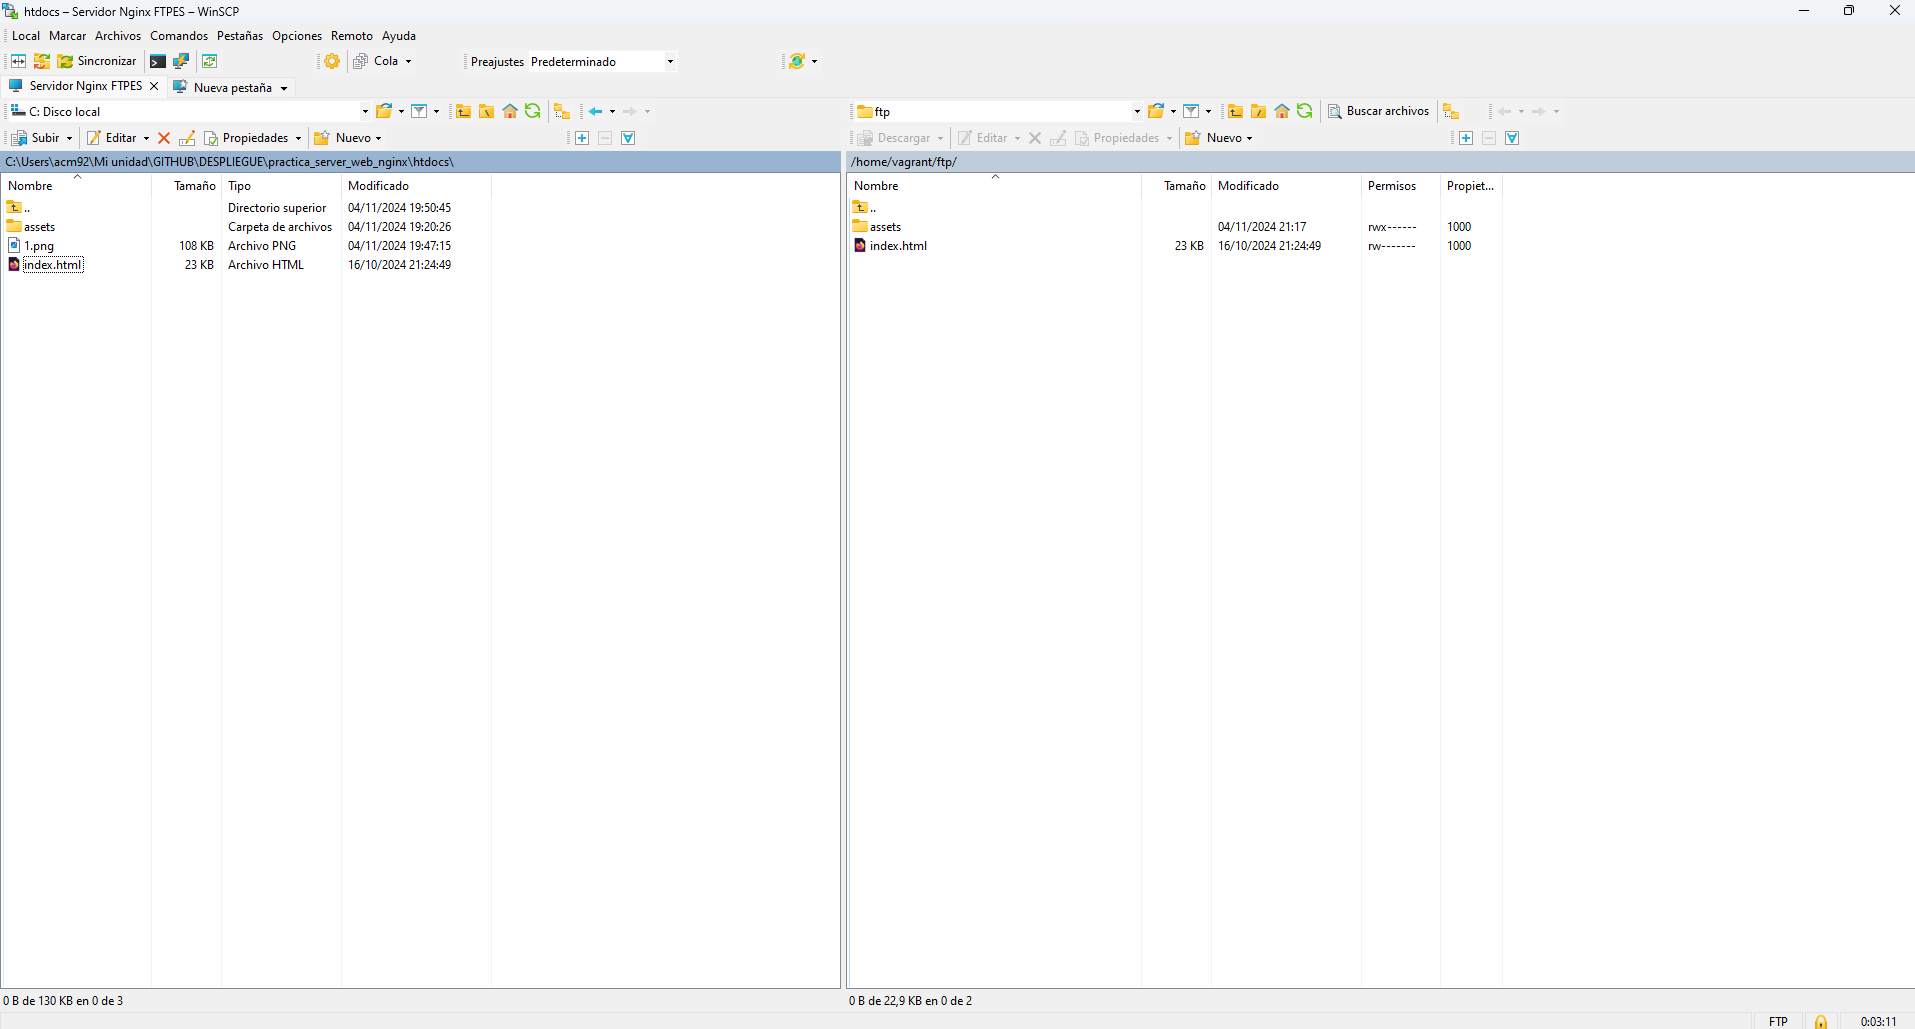 htdocs – Servidor Nginx FTPES – WinSCP
Local Marcar Archivos Comandos Pestañas Opciones Remoto Ayuda
Sincronizar Cola Preajustes Predeterminado
Servidor Nginx FTPES Nueva pestaña
C: Disco local
Subir Editar Propiedades Nuevo
C:\Users\acm92\Mi unidad\GITHUB\DESPLIEGUE\practica_server_web_nginx\htdocs\
Nombre Tamaño Tipo Modificado
.. Directorio superior 04/11/2024 19:50:45
assets Carpeta de archivos 04/11/2024 19:20:26
1.png 108 KB Archivo PNG 04/11/2024 19:47:15
index.html 23 KB Archivo HTML 16/10/2024 21:24:49
0 B de 130 KB en 0 de 3
ftp Buscar archivos
Descargar Editar Propiedades Nuevo
/home/vagrant/ftp/
Nombre Tamaño Modificado Permisos Propiet...
..
assets 04/11/2024 21:17 rwx------ 1000
index.html 23 KB 16/10/2024 21:24:49 rw------- 1000
0 B de 22,9 KB en 0 de 2
FTP 0:03:11